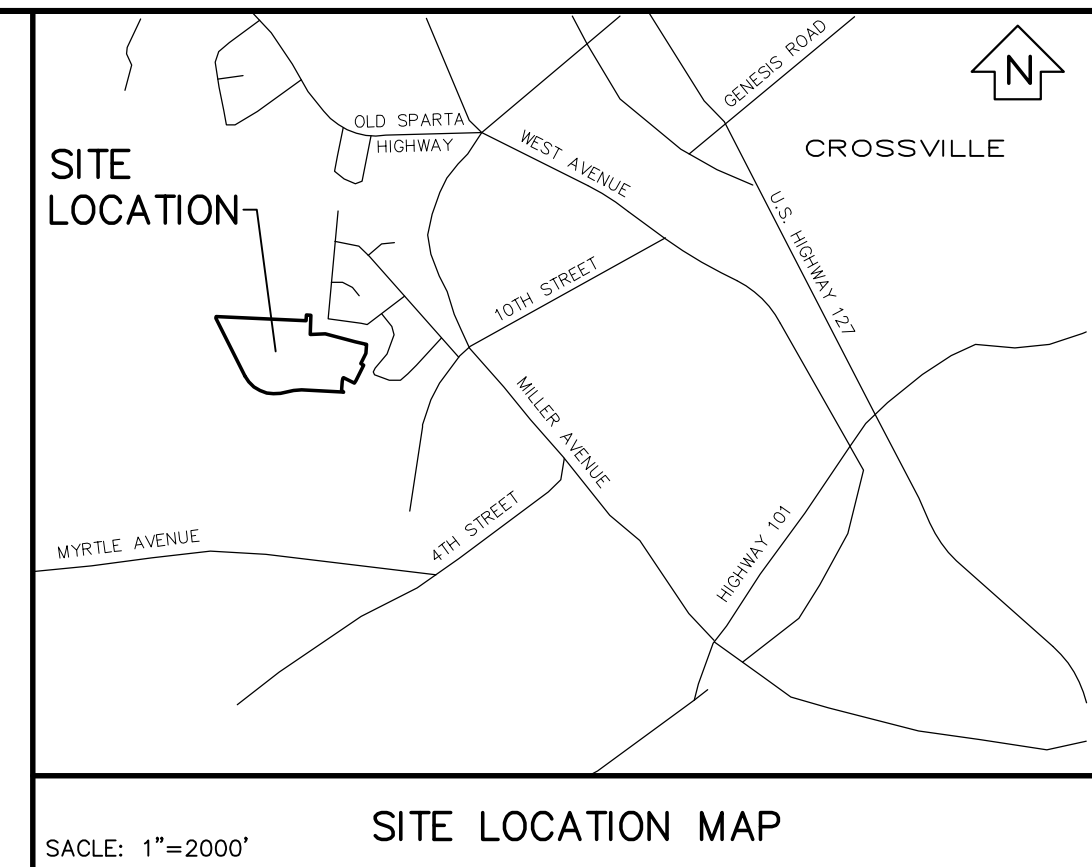 N
GENESIS ROAD
OLD SPARTA
HIGHWAY
WEST AVENUE
CROSSVILLE
SITE
LOCATION
U.S. HIGHWAY 127
10TH STREET
MILLER AVENUE
4TH STREET
HIGHWAY 101
MYRTLE AVENUE
SITE LOCATION MAP
SACLE: 1"=2000'